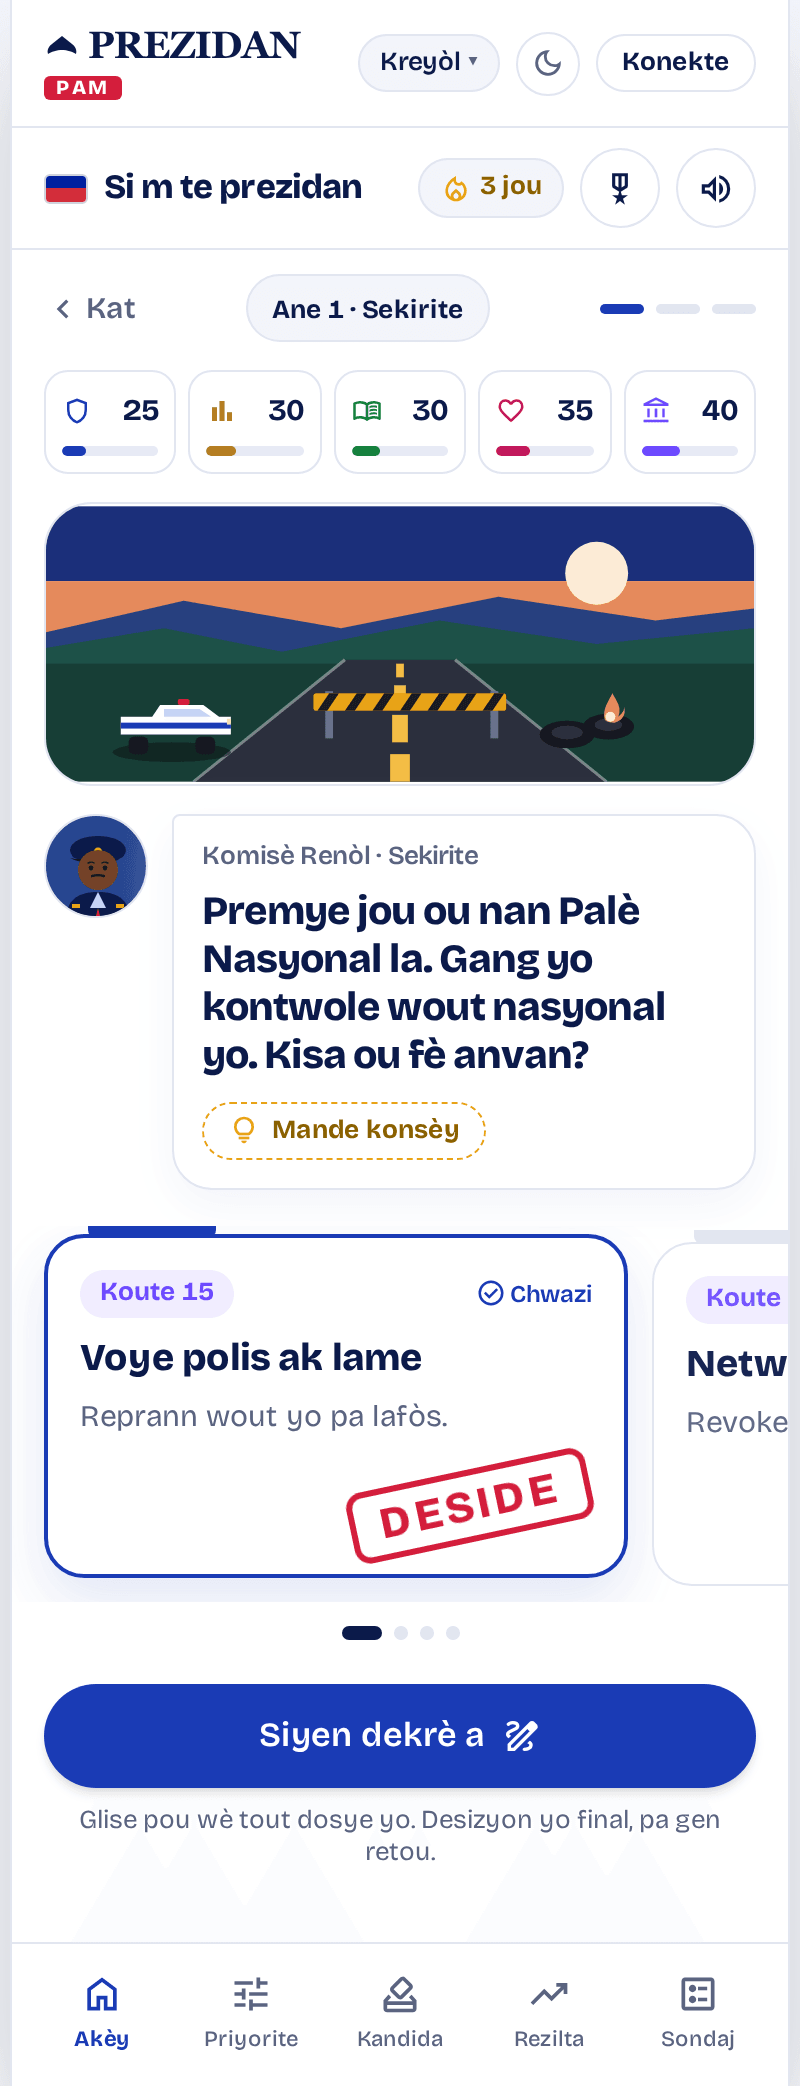 PREZIDAN
PAM
Kreyòl
Konekte
Si m te prezidan
3 jou
Kat
Ane 1 · Sekirite
25
30
30
35
40
Komisè Renòl · Sekirite
Premye jou ou nan Palè
Nasyonal la. Gang yo
kontwole wout nasyonal
yo. Kisa ou fè anvan?
Mande konsèy
Koute 15
Chwazi
Voye polis ak lame
Reprann wout yo pa lafòs.
DESIDE
Koute
Netw
Revoke
Siyen dekrè a
Glise pou wè tout dosye yo. Desizyon yo final, pa gen
retou.
Akèy
Priyorite
Kandida
Rezilta
Sondaj